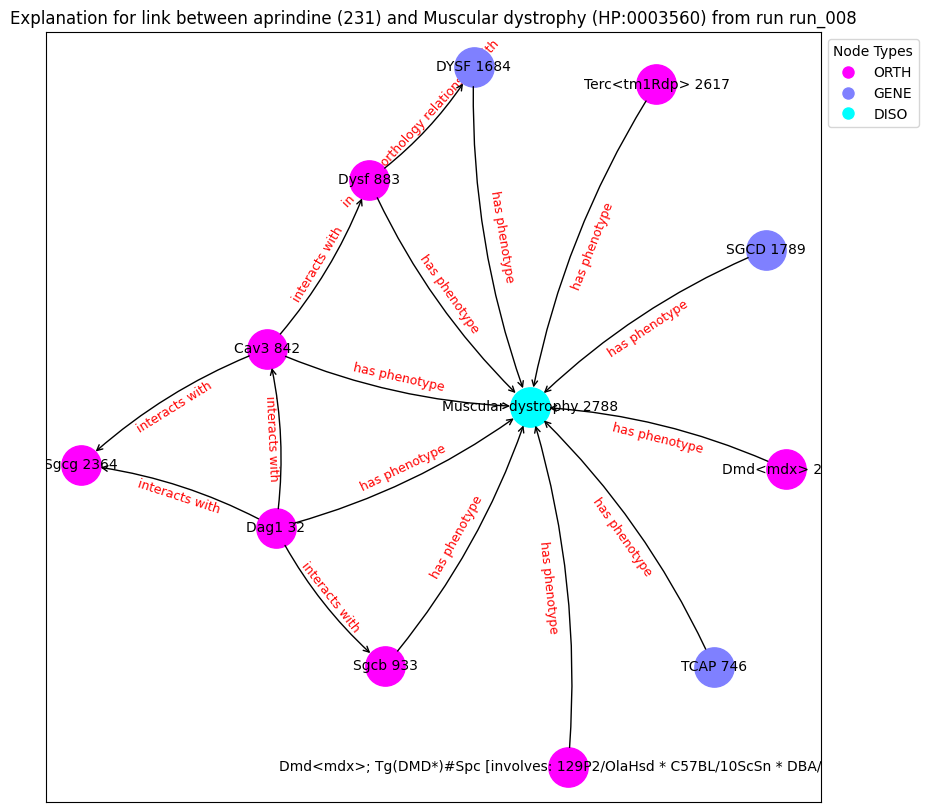 Explanation for link between aprindine (231) and Muscular dystrophy (HP:0003560) from run run_008
Node Types
ORTH
GENE
DISO
DYSF 1684
Terc<tm1Rdp> 2617
in orthology relations th
Dysf 883
has phenotype
has phenotype
SGCD 1789
interacts with
has phenotype
has phenotype
Cav3 842
has phenotype
interacts with
Muscular dystrophy 2788
interacts with
has phenotype
Sgcg 2364
has phenotype
Dmd<mdx> 2
interacts with
Dag1 32
has phenotype
has phenotype
has phenotype
interacts with
Sgcb 933
TCAP 746
Dmd<mdx>; Tg(DMD*)#Spc [involves: 129P2/OlaHsd * C57BL/10ScSn * DBA/